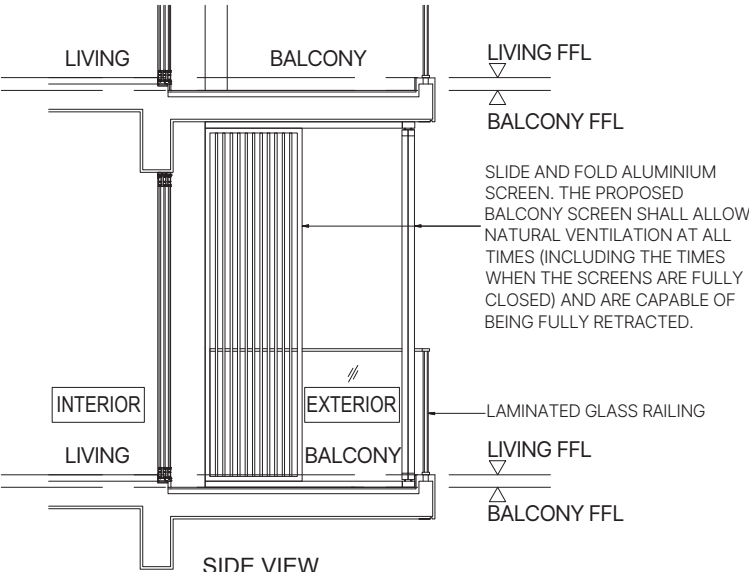 LIVING
BALCONY
LIVING FFL
BALCONY FFL
SLIDE AND FOLD ALUMINIUM
SCREEN. THE PROPOSED
BALCONY SCREEN SHALL ALLOW
NATURAL VENTILATION AT ALL
TIMES (INCLUDING THE TIMES
WHEN THE SCREENS ARE FULLY
CLOSED) AND ARE CAPABLE OF
BEING FULLY RETRACTED.
INTERIOR
EXTERIOR
LAMINATED GLASS RAILING
LIVING
BALCONY
LIVING FFL
BALCONY FFL
SIDE VIEW